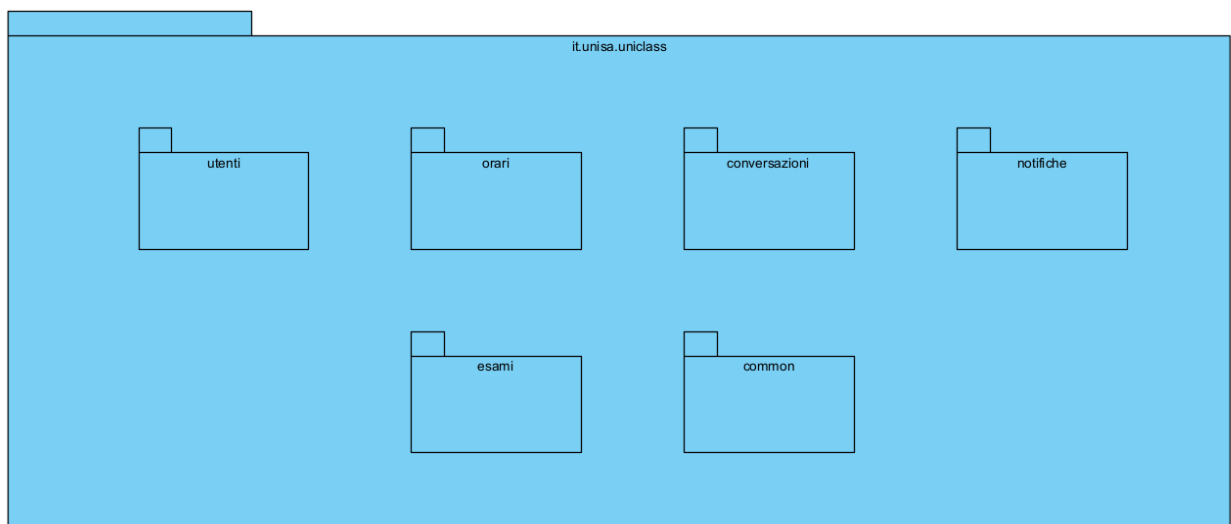 it.unisa.uniclass
utenti
orari
conversazioni
notifiche
esami
common